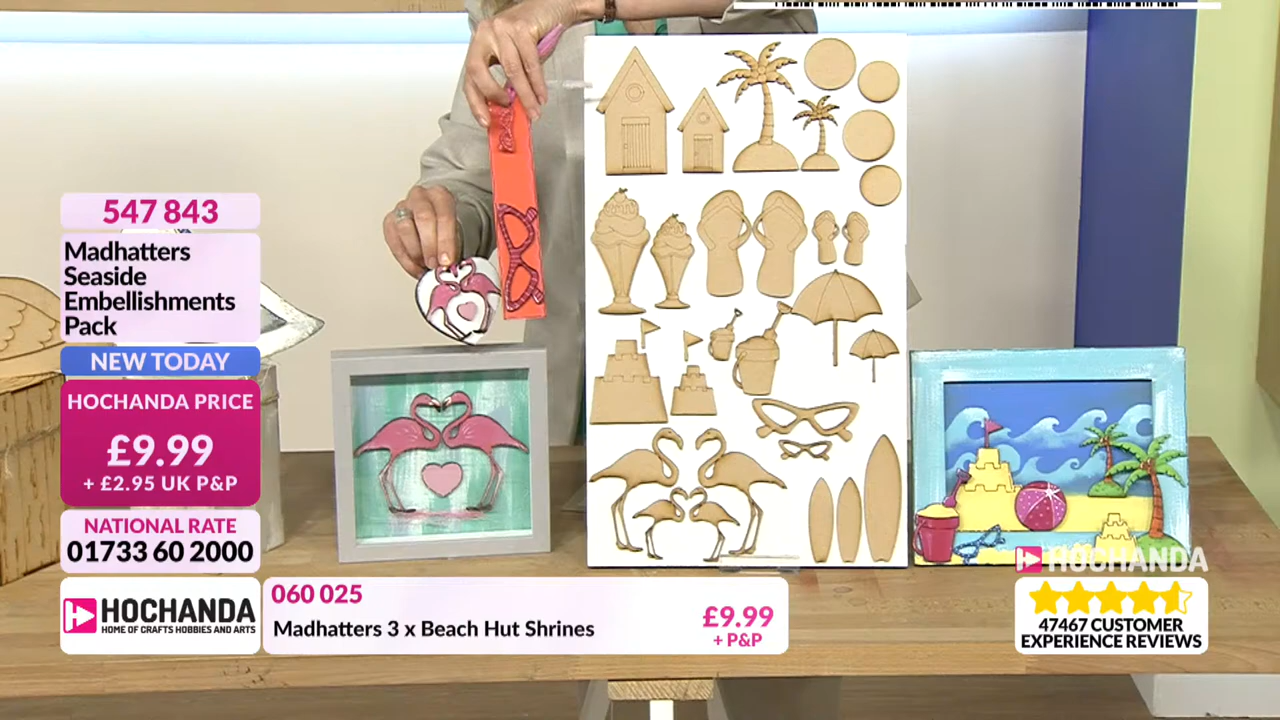 547 843
Madhatters
Seaside
Embellishments
Pack
NEW TODAY
HOCHANDA PRICE
£9.99
+ £2.95 UK P&P
NATIONAL RATE
01733 60 2000
HOCHANDA
HOME OF CRAFTS HOBBIES AND ARTS
060 025
Madhatters 3 x Beach Hut Shrines
£9.99
+ P&P
HOCHANDA
47467 CUSTOMER
EXPERIENCE REVIEWS